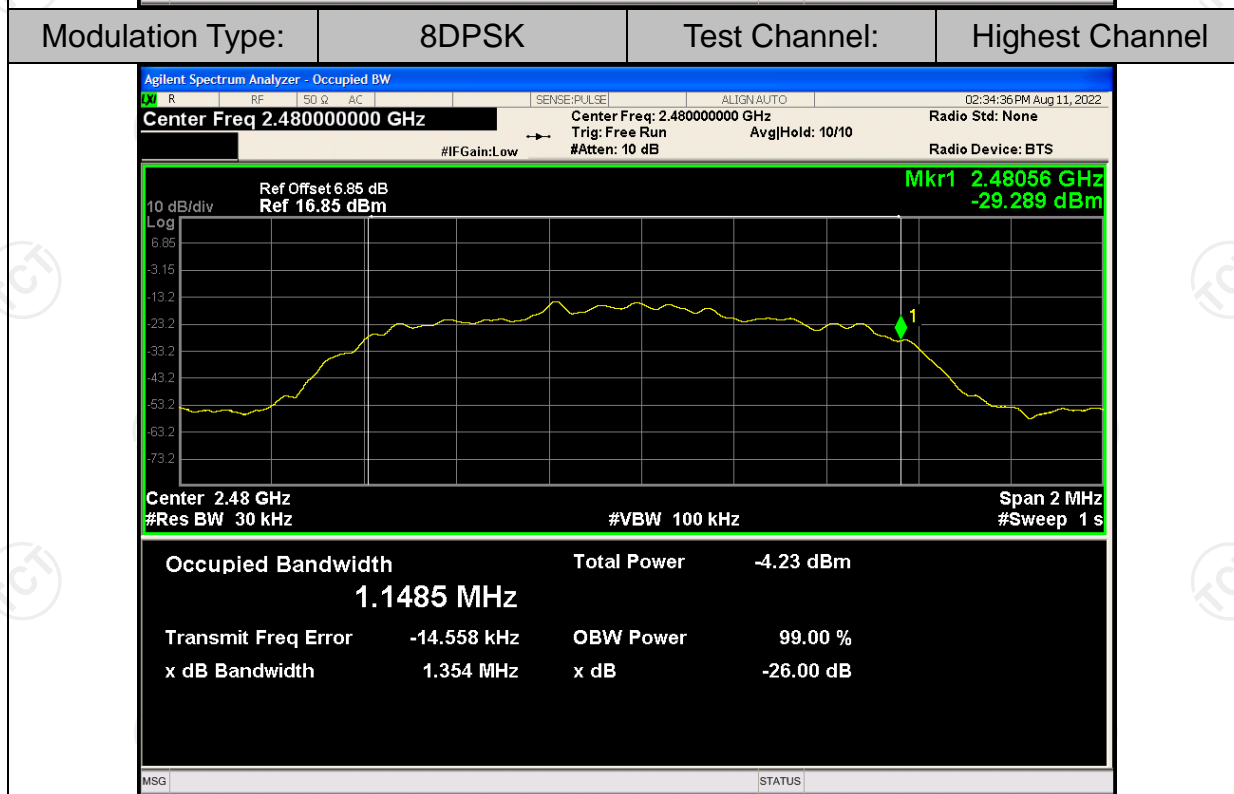 Modulation Type: 8DPSK Test Channel: Highest Channel
Agilent Spectrum Analyzer - Occupied BW
LXI R RF 50 Ω AC SENSE:PULSE ALIGN AUTO 02:34:36 PM Aug 11, 2022
Center Freq 2.480000000 GHz Center Freq: 2.480000000 GHz Radio Std: None
Trig: Free Run Avg|Hold: 10/10
#IFGain:Low #Atten: 10 dB Radio Device: BTS
Mkr1 2.48056 GHz
Ref Offset 6.85 dB
-29.289 dBm
10 dB/div Ref 16.85 dBm
Log
6.85
-3.15
-13.2
1
-23.2
-33.2
-43.2
-53.2
-63.2
-73.2
Center 2.48 GHz Span 2 MHz
#Res BW 30 kHz #VBW 100 kHz #Sweep 1 s
Occupied Bandwidth Total Power -4.23 dBm
1.1485 MHz
Transmit Freq Error -14.558 kHz OBW Power 99.00 %
x dB Bandwidth 1.354 MHz x dB -26.00 dB
MSG STATUS
TCT
TCT
TCT
TCT